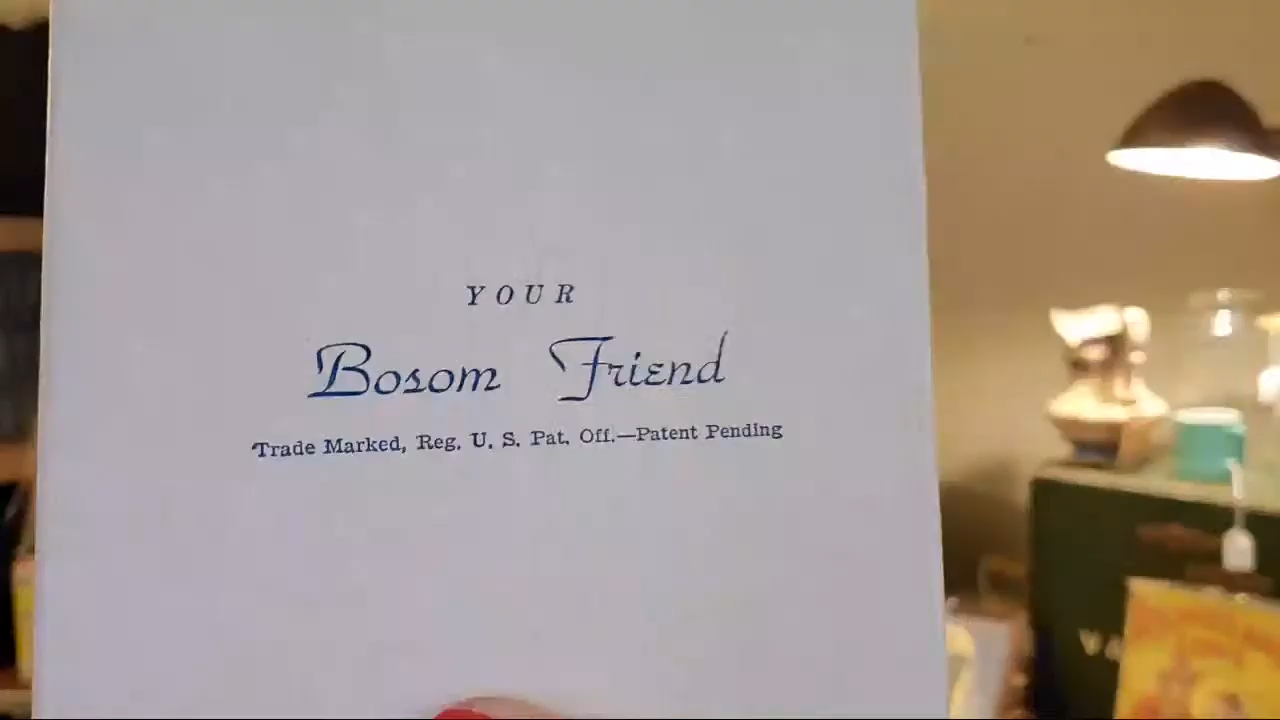 YOUR
Bosom Friend
Trade Marked, Reg. U. S. Pat. Off.—Patent Pending